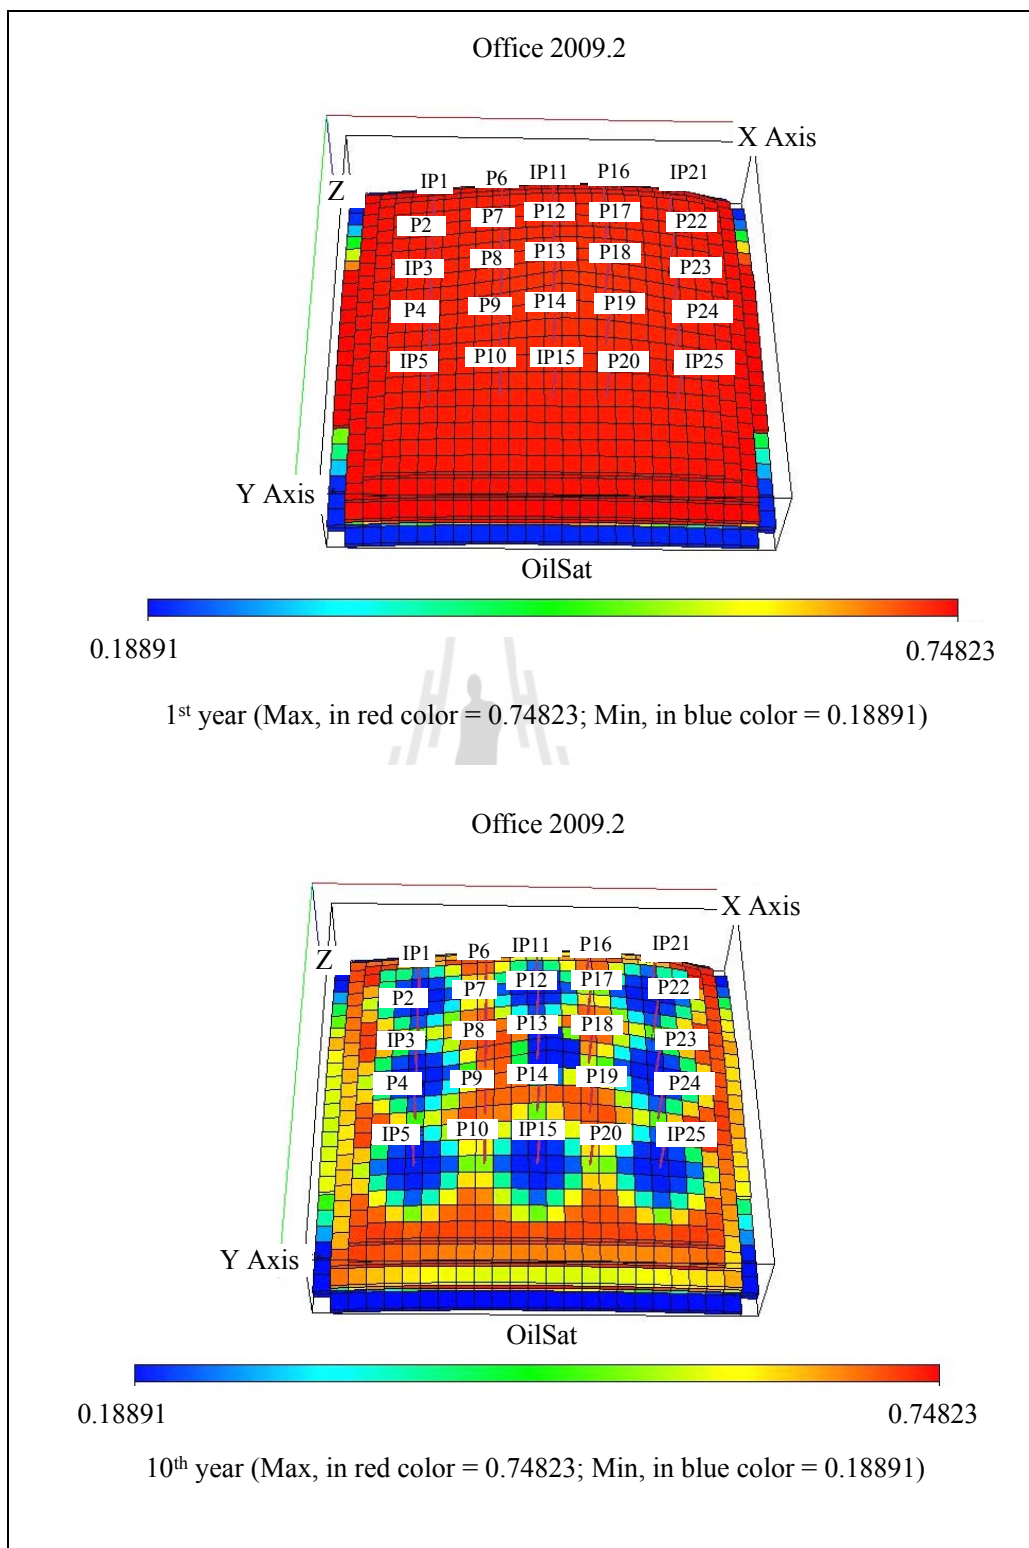 Office 2009.2
X Axis
IP1 P6 IP11 P16 IP21
Z
P2 P7 P12 P17 P22
IP3 P8 P13 P18 P23
P4 P9 P14 P19 P24
IP5 P10 IP15 P20 IP25
Y Axis
OilSat
0.18891 0.74823
1st year (Max, in red color = 0.74823; Min, in blue color = 0.18891)
Office 2009.2
X Axis
IP1 P6 IP11 P16 IP21
Z
P2 P7 P12 P17 P22
IP3 P8 P13 P18 P23
P4 P9 P14 P19 P24
IP5 P10 IP15 P20 IP25
Y Axis
OilSat
0.18891 0.74823
10th year (Max, in red color = 0.74823; Min, in blue color = 0.18891)